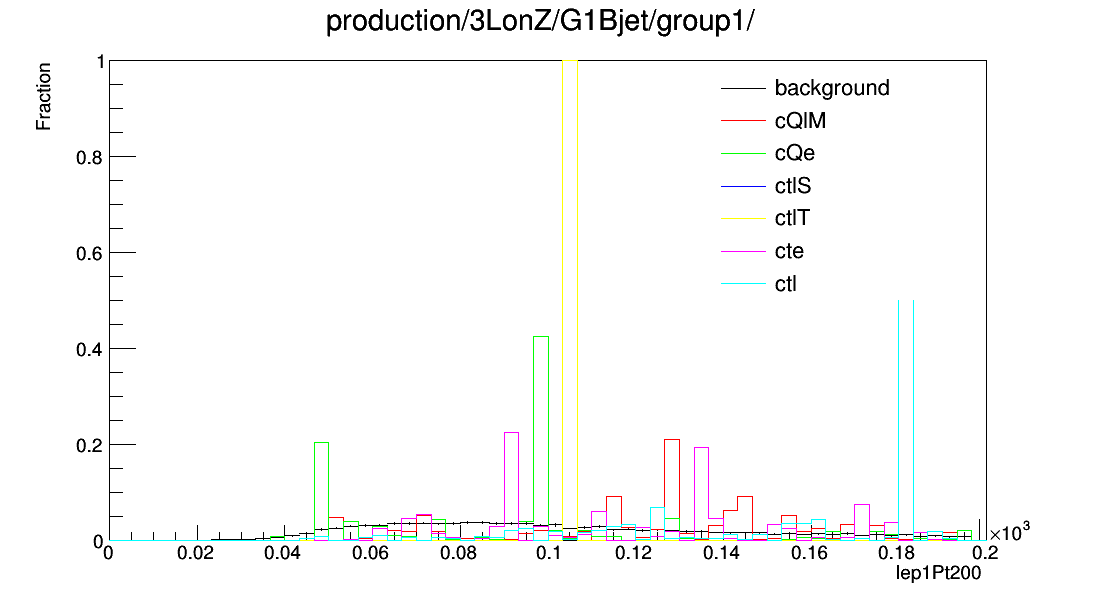 production/3LonZ/G1Bjet/group1/
Fraction
1
0.8
0.6
0.4
0.2
0
background
cQlM
cQe
ctlS
ctlT
cte
ctl
0 0.02 0.04 0.06 0.08 0.1 0.12 0.14 0.16 0.18 0.2
×10³
lep1Pt200